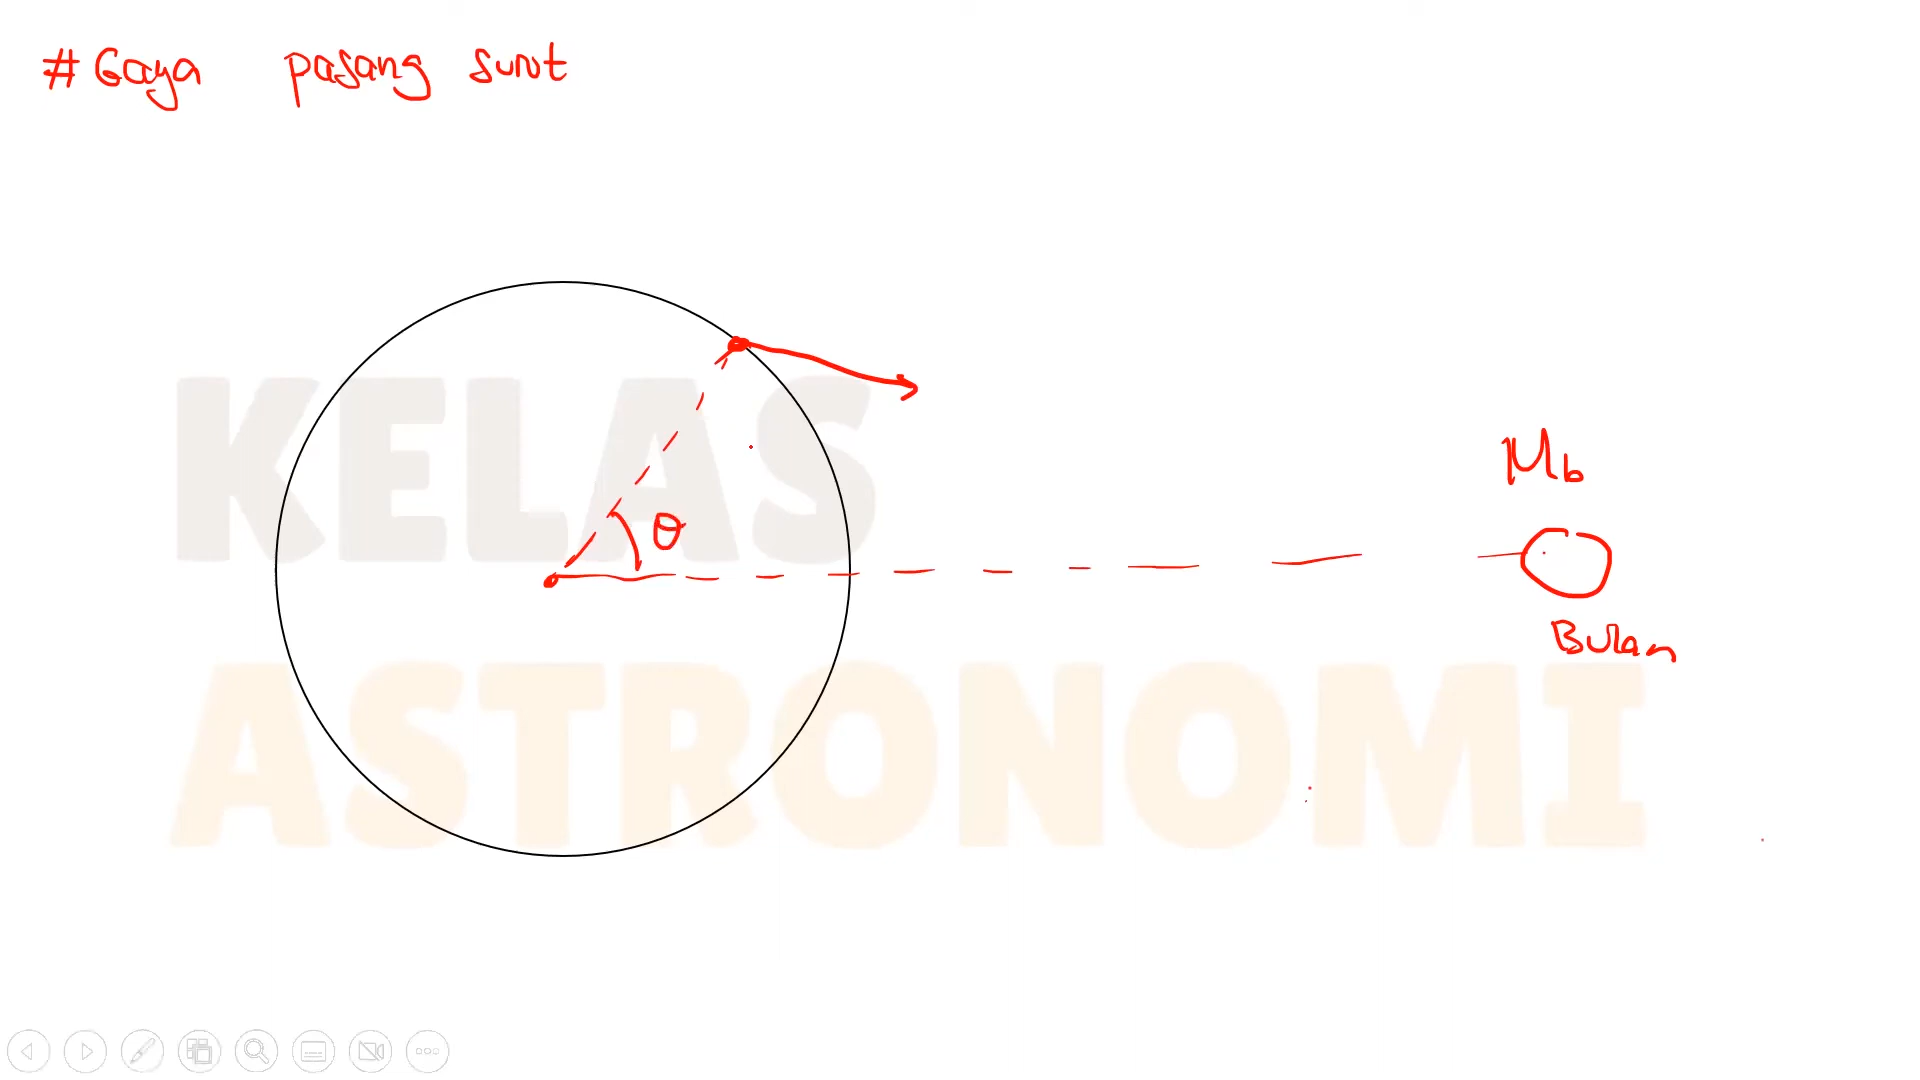 # Gaya pasang surut
KELAS
ASTRONOMI
θ
Mb
Bulan